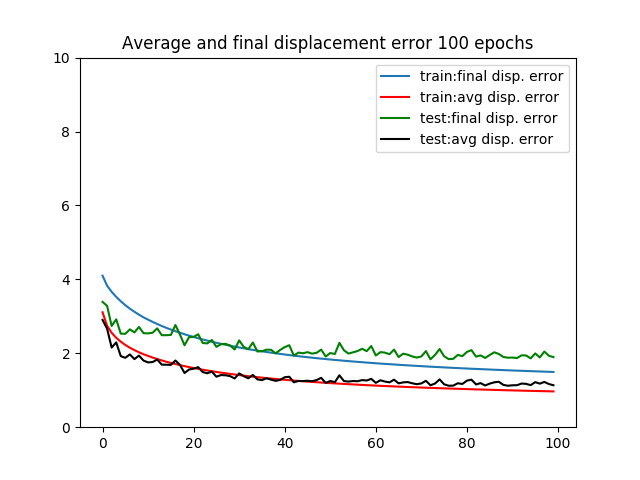 Average and final displacement error 100 epochs
10
8
6
4
2
0
train:final disp. error
train:avg disp. error
test:final disp. error
test:avg disp. error
0 20 40 60 80 100